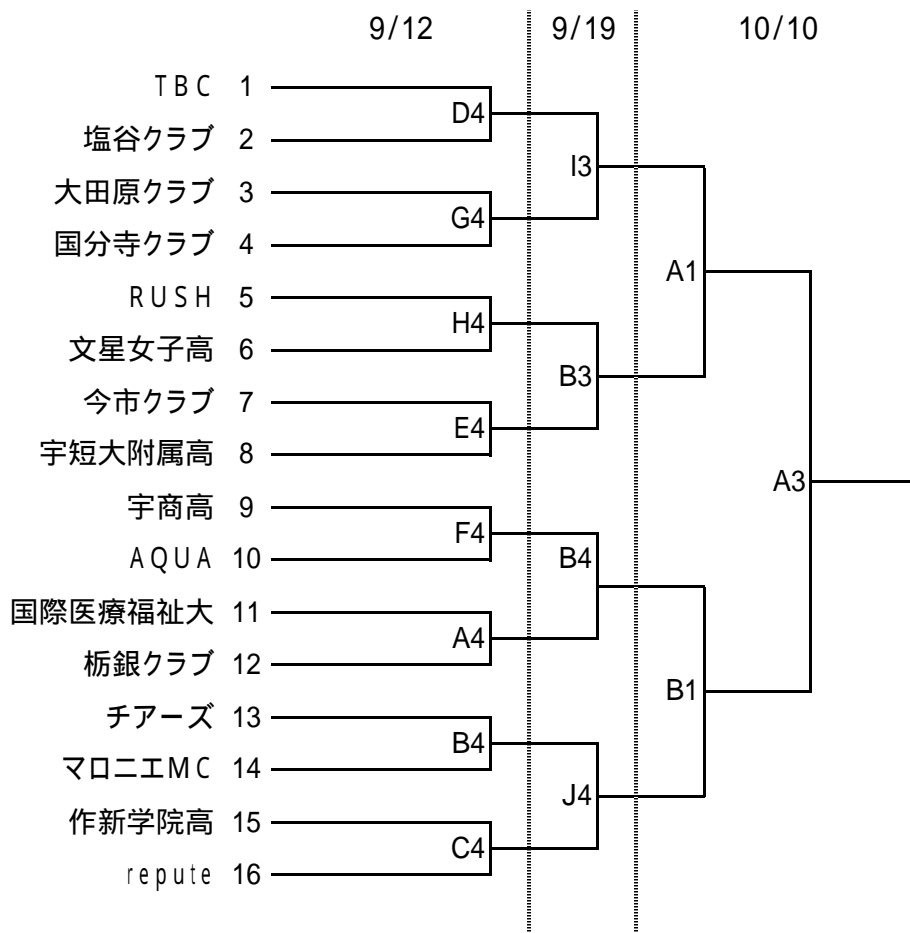 9/12 9/19 10/10
TBC 1
D4
塩谷クラブ 2
I3
大田原クラブ 3
G4
国分寺クラブ 4
A1
RUSH 5
H4
文星女子高 6
B3
今市クラブ 7
E4
宇短大附属高 8
A3
宇商高 9
F4
AQUA 10
B4
国際医療福祉大 11
A4
栃銀クラブ 12
B1
チアーズ 13
B4
マロニエMC 14
J4
作新学院高 15
C4
repute 16